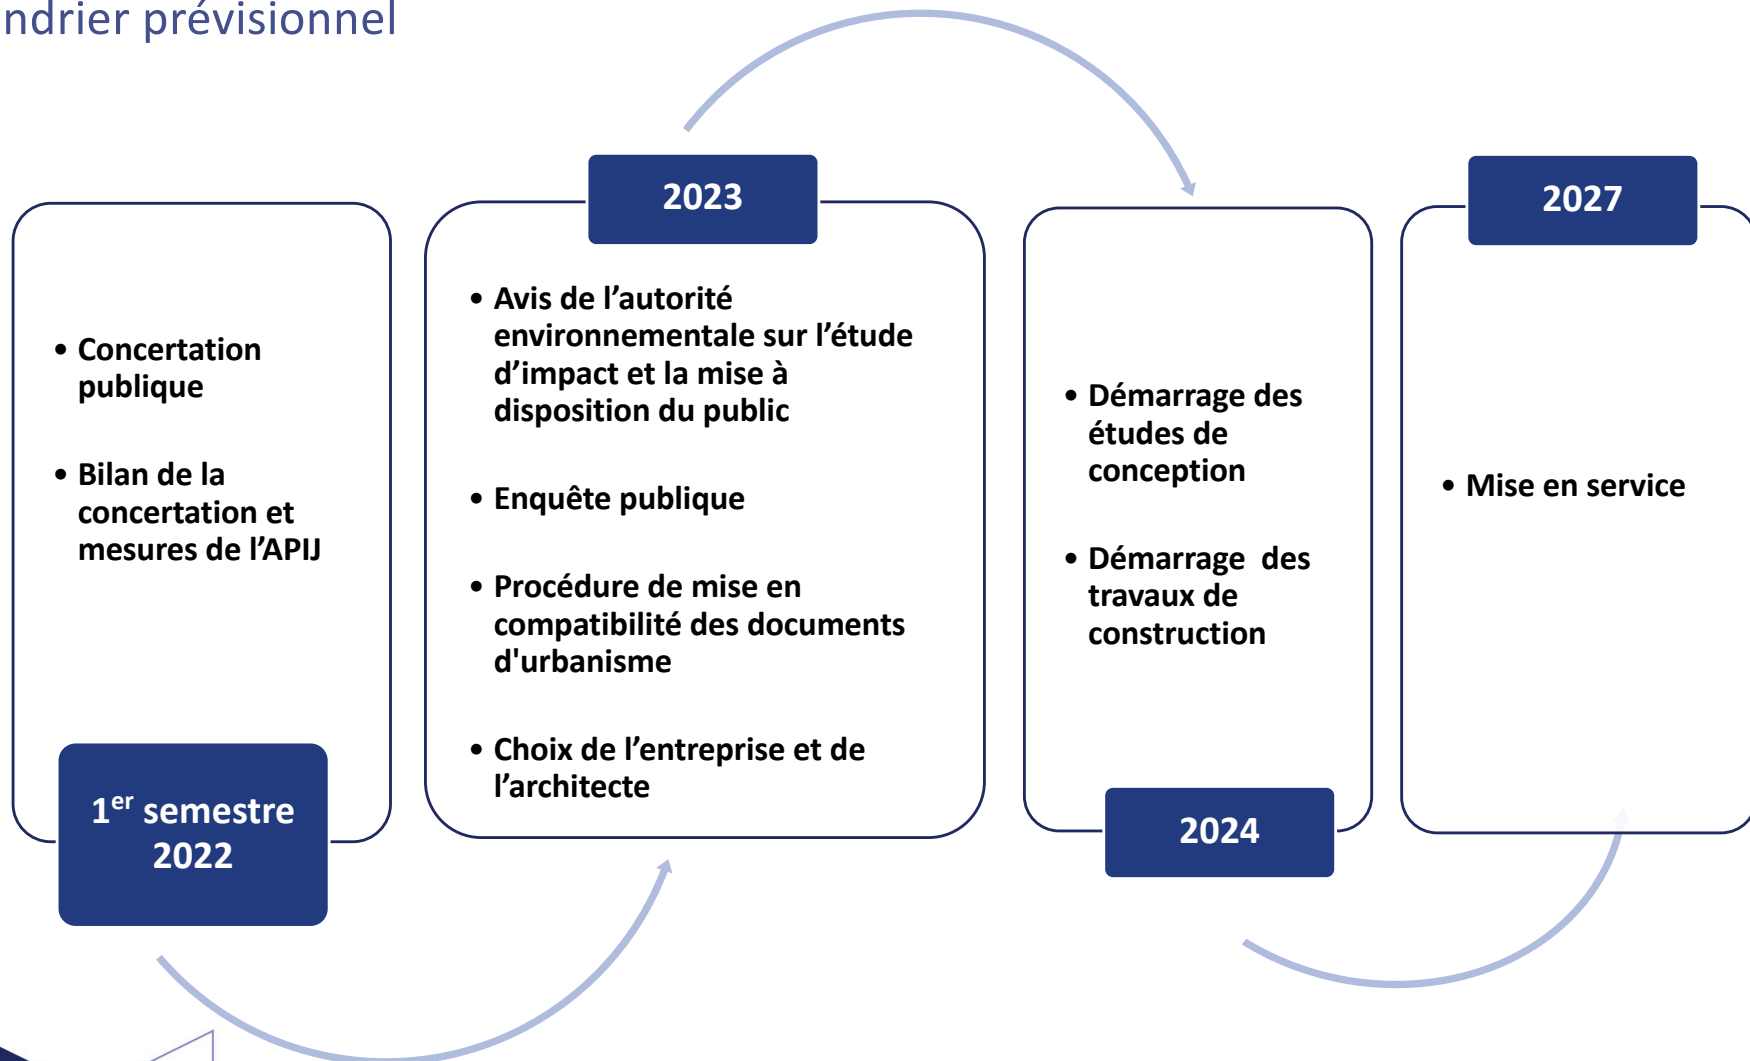 ndrier prévisionnel
• Concertation
publique
• Bilan de la
concertation et
mesures de l’APIJ
1er semestre
2022
2023
• Avis de l’autorité
environnementale sur l’étude
d’impact et la mise à
disposition du public
• Enquête publique
• Procédure de mise en
compatibilité des documents
d'urbanisme
• Choix de l’entreprise et de
l’architecte
• Démarrage des
études de
conception
• Démarrage  des
travaux de
construction
2024
2027
• Mise en service